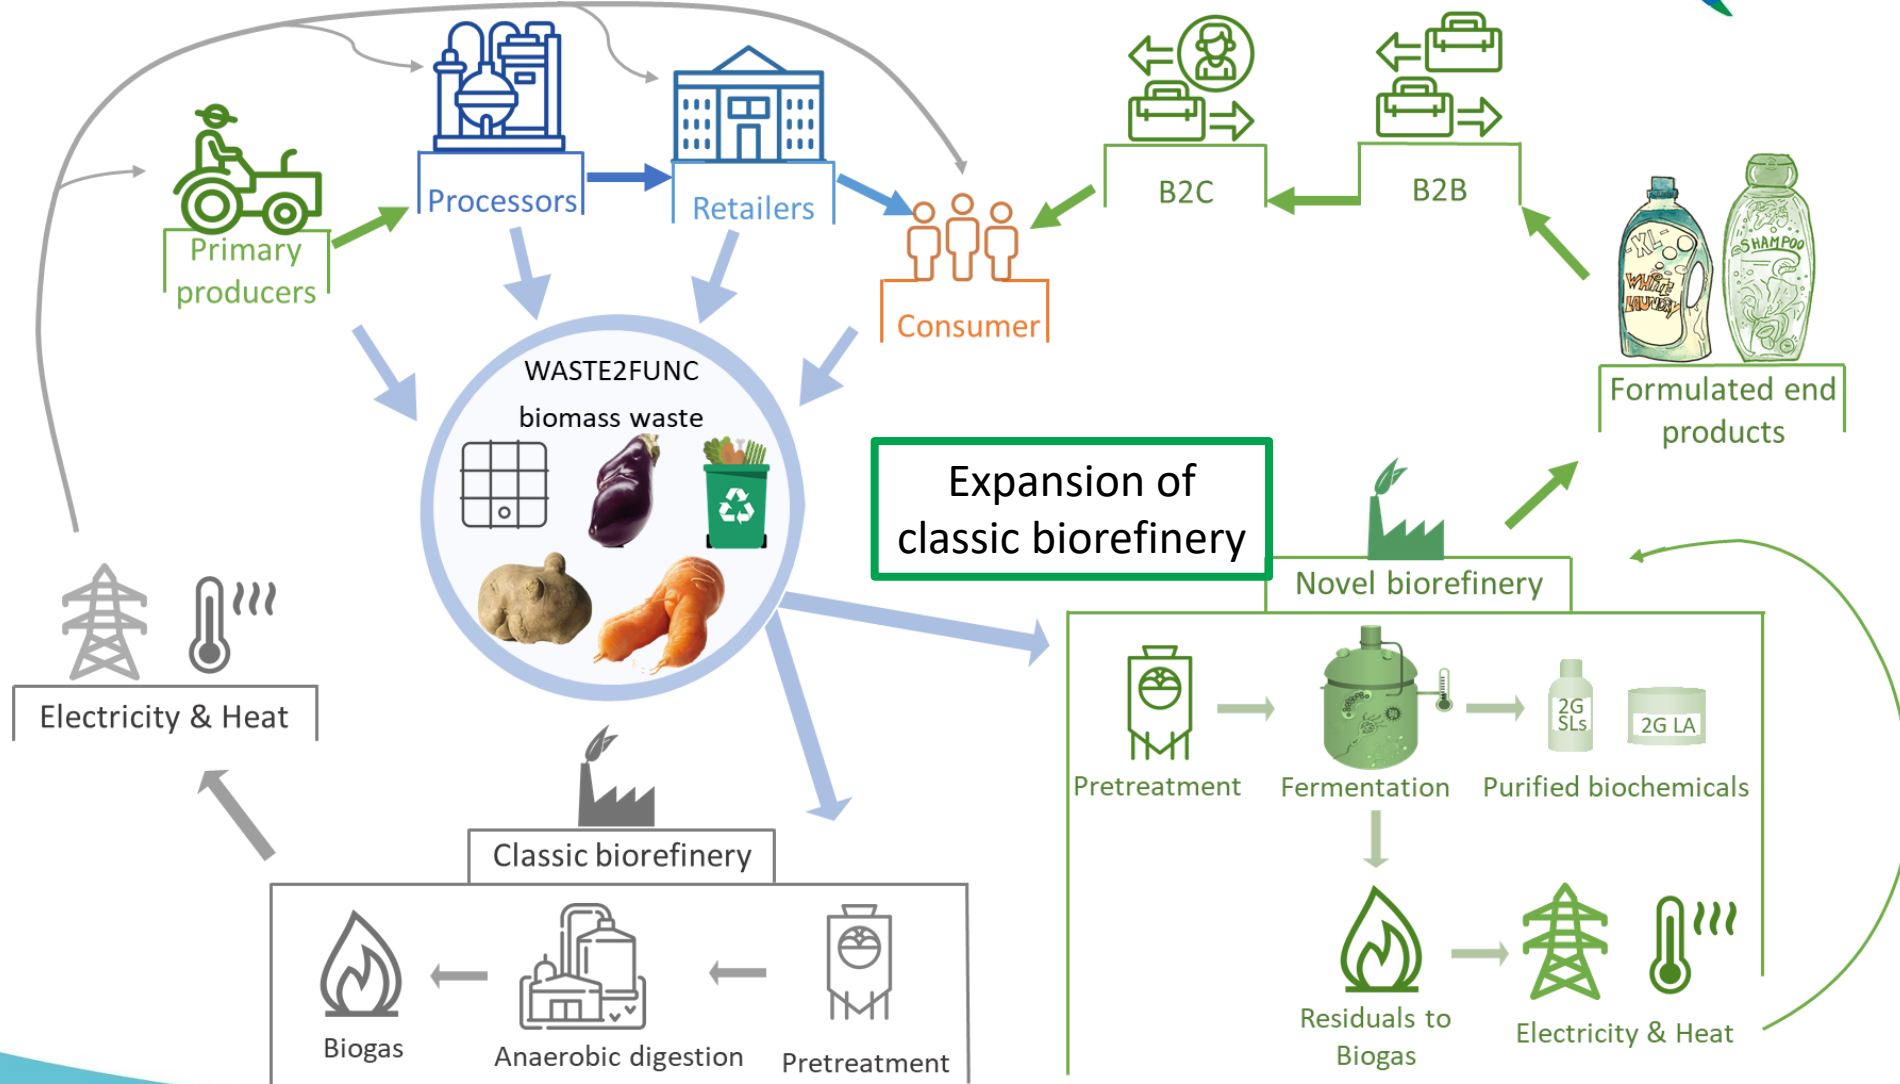 Processors
Retailers
B2C
B2B
Primary
producers
Consumer
-KL-
WHITE
LAUNDRY
SHAMPOO
WASTE2FUNC
biomass waste
Formulated end
products
Expansion of
classic biorefinery
Novel biorefinery
Electricity & Heat
2G
SLs
2G LA
Pretreatment
Fermentation
Purified biochemicals
Classic biorefinery
Biogas
Anaerobic digestion
Pretreatment
Residuals to
Biogas
Electricity & Heat